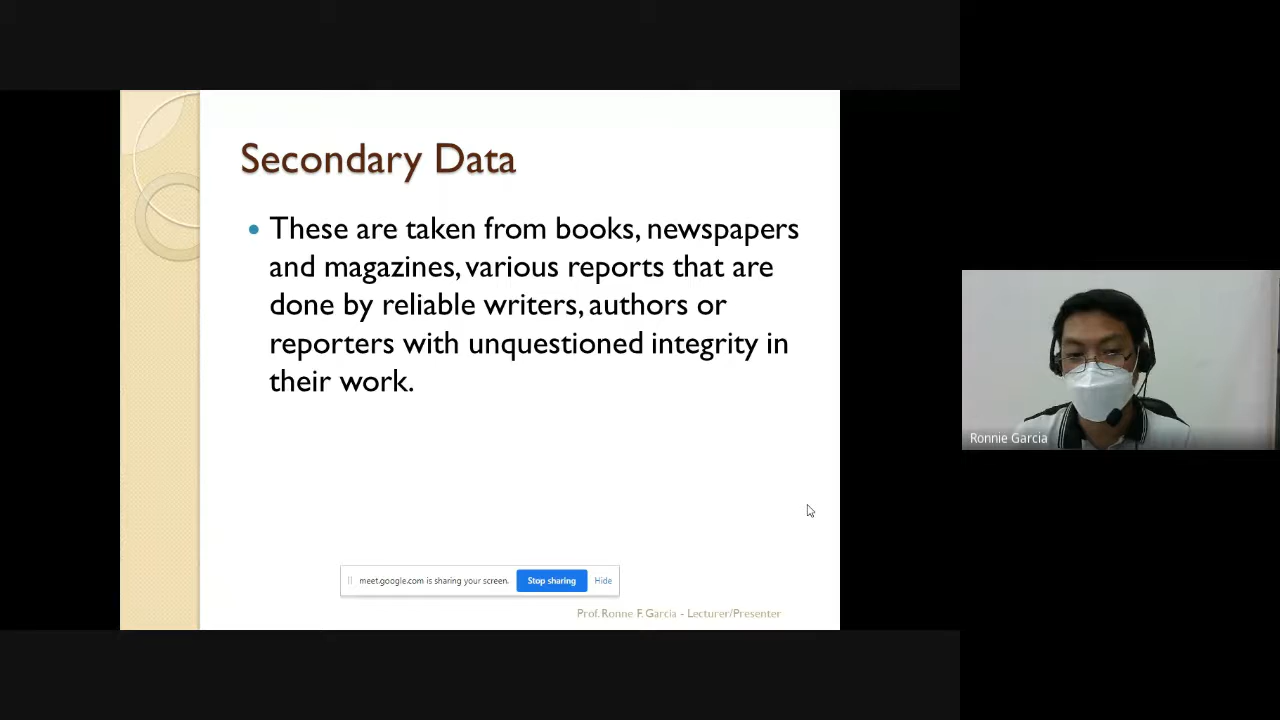 Secondary Data
These are taken from books, newspapers
and magazines, various reports that are
done by reliable writers, authors or
reporters with unquestioned integrity in
their work.
meet.google.com is sharing your screen.
Stop sharing
Hide
Prof. Ronne F. Garcia - Lecturer/Presenter
Ronnie Garcia